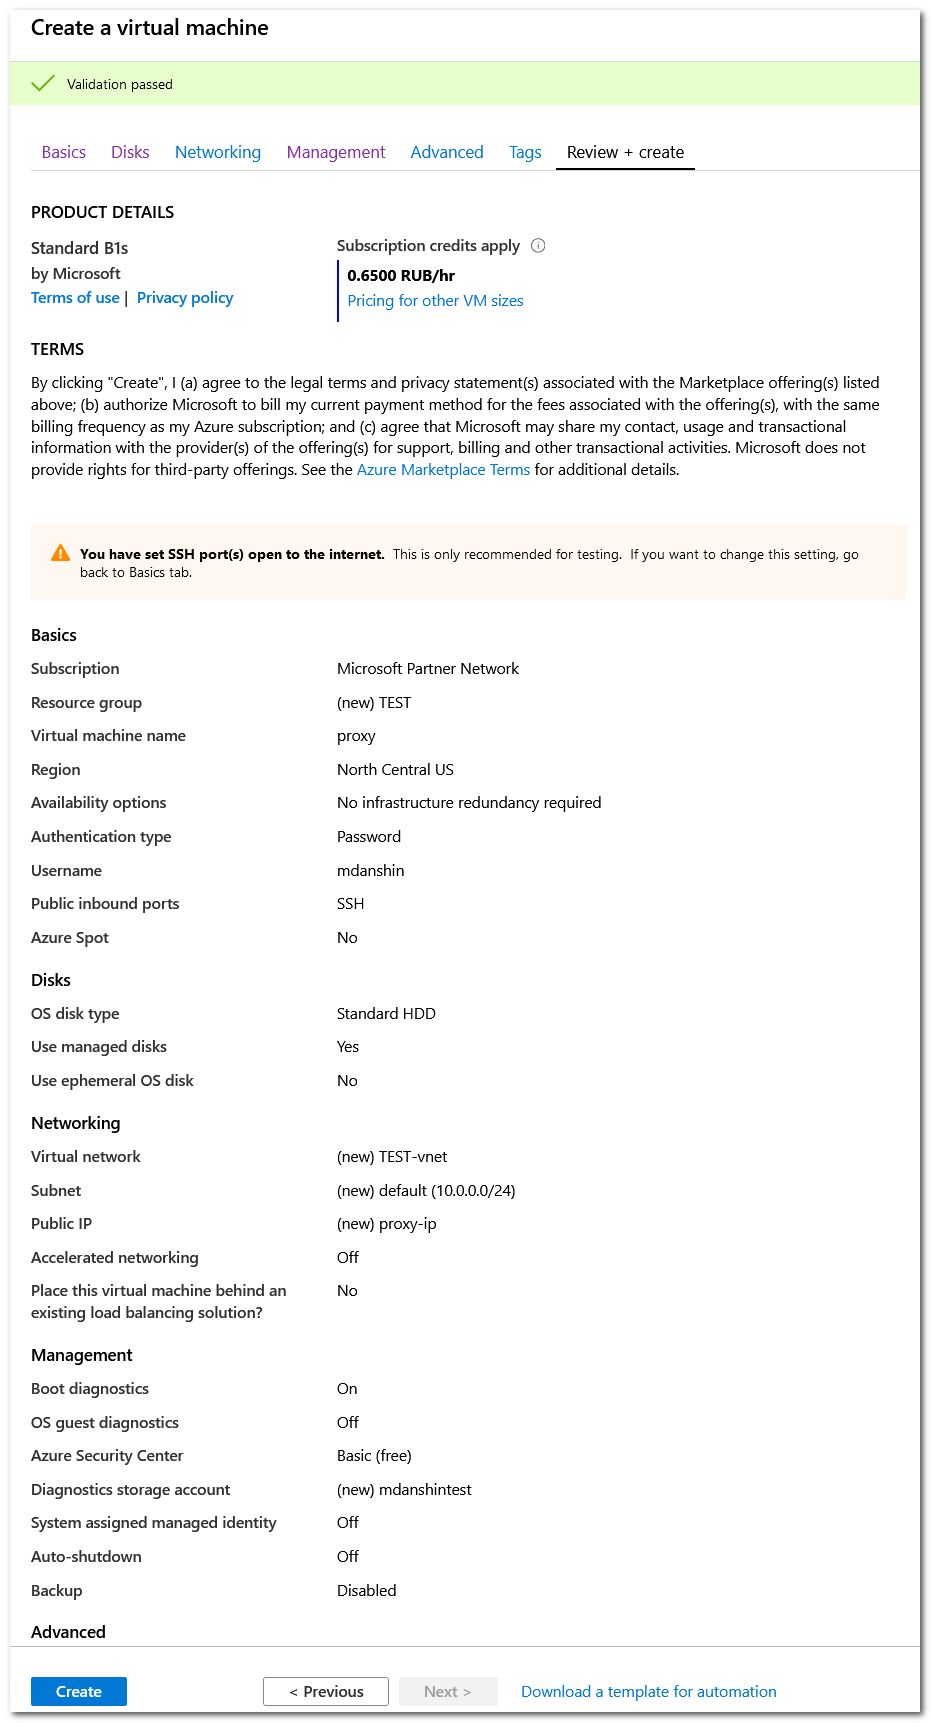 Create a virtual machine
Validation passed
Basics Disks Networking Management Advanced Tags Review + create
PRODUCT DETAILS
Standard B1s
by Microsoft
Terms of use | Privacy policy
Subscription credits apply
0.6500 RUB/hr
Pricing for other VM sizes
TERMS
By clicking "Create", I (a) agree to the legal terms and privacy statement(s) associated with the Marketplace offering(s) listed
above; (b) authorize Microsoft to bill my current payment method for the fees associated with the offering(s), with the same
billing frequency as my Azure subscription; and (c) agree that Microsoft may share my contact, usage and transactional
information with the provider(s) of the offering(s) for support, billing and other transactional activities. Microsoft does not
provide rights for third-party offerings. See the Azure Marketplace Terms for additional details.
You have set SSH port(s) open to the internet. This is only recommended for testing. If you want to change this setting, go
back to Basics tab.
Basics
Subscription Microsoft Partner Network
Resource group (new) TEST
Virtual machine name proxy
Region North Central US
Availability options No infrastructure redundancy required
Authentication type Password
Username mdanshin
Public inbound ports SSH
Azure Spot No
Disks
OS disk type Standard HDD
Use managed disks Yes
Use ephemeral OS disk No
Networking
Virtual network (new) TEST-vnet
Subnet (new) default (10.0.0.0/24)
Public IP (new) proxy-ip
Accelerated networking Off
Place this virtual machine behind an No
existing load balancing solution?
Management
Boot diagnostics On
OS guest diagnostics Off
Azure Security Center Basic (free)
Diagnostics storage account (new) mdanshintest
System assigned managed identity Off
Auto-shutdown Off
Backup Disabled
Advanced
Create < Previous Next > Download a template for automation